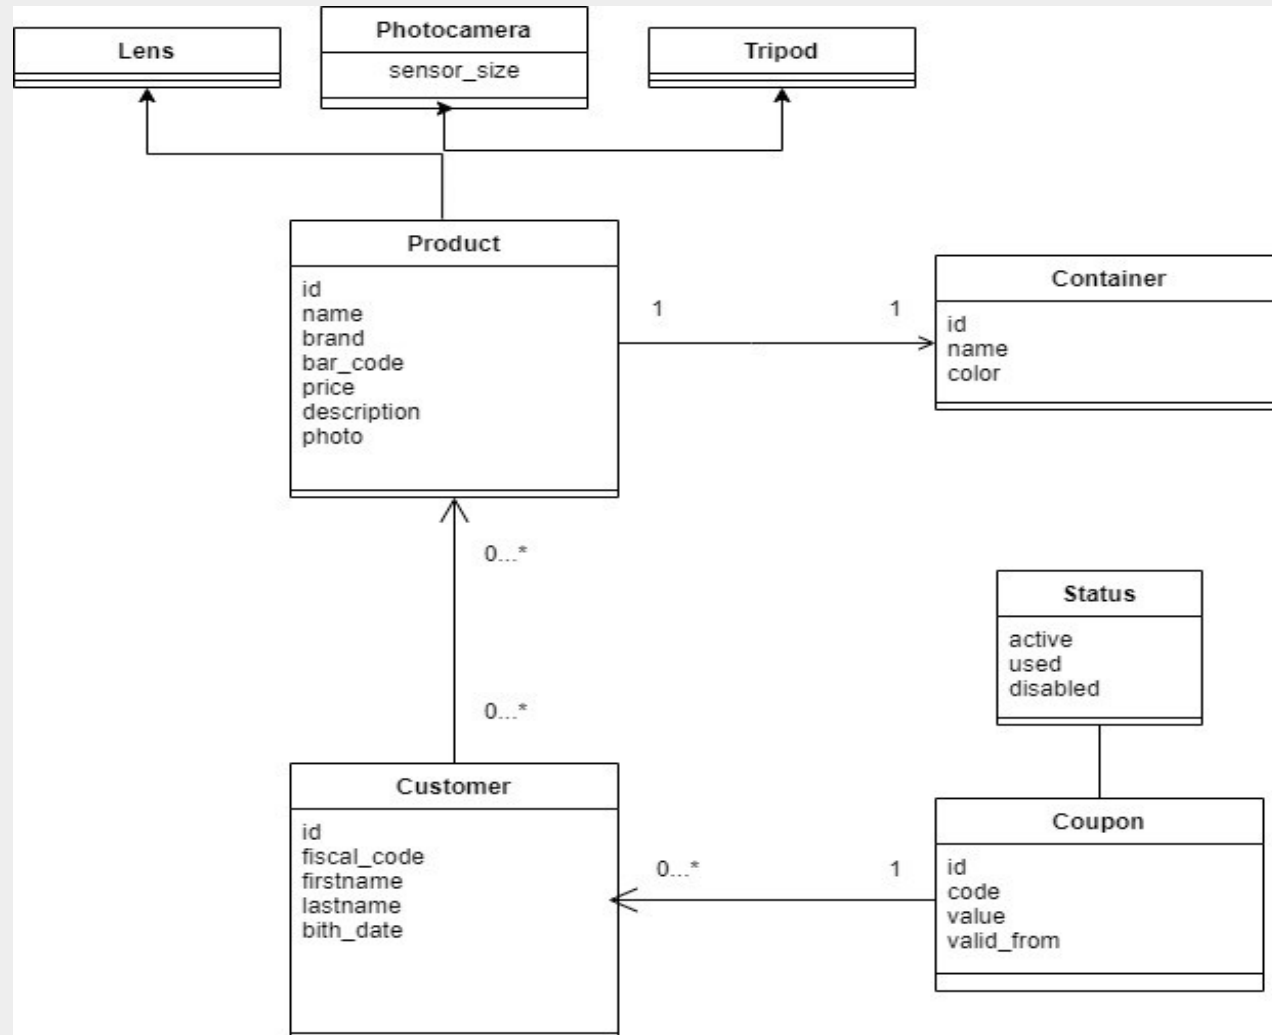 Lens
Photocamera
sensor_size
Tripod
Product
id
name
brand
bar_code
price
description
photo
1
1
Container
id
name
color
0...*
0...*
Status
active
used
disabled
Customer
id
fiscal_code
firstname
lastname
bith_date
0...*
1
Coupon
id
code
value
valid_from